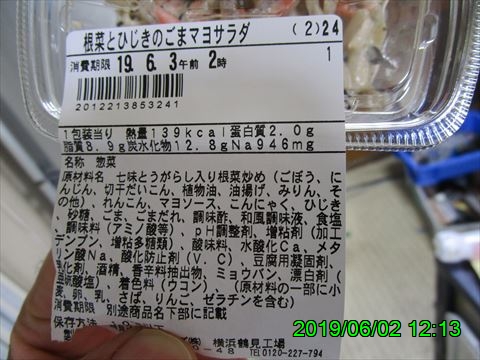 根菜とひじきのごまマヨサラダ (2)24
消費期限 19.6.3午前 2時 1
2012213853241
1包装当り 熱量139kcal蛋白質2.0g
脂質8.9g炭水化物12.8gNa946mg
名称 惣菜
原材料名 七味とうがらし入り根菜炒め(ごぼう、に
んじん、切干だいこん、植物油、油揚げ、みりん、そ
の他)、れんこん、マヨソース、こんにゃく、ひじき
、砂糖、ごま、ごまだれ、調味酢、和風調味液、食塩
、調味料(アミノ酸等)、pH調整剤、増粘剤(加工
デンプン、増粘多糖類)、酸味料、水酸化Ca、メタ
リン酸Na、酸化防止剤(V.C)、豆腐用凝固剤、
乳化剤、酒精、香辛料抽出物、ミョウバン、漂白剤(
亜硫酸塩)、着色料(ウコン)、(原材料の一部に小
麦、卵、乳、さば、りんご、ゼラチンを含む)
消費期限 別途商品名下部に記載
保存方法
㈱ 横浜鶴見工場
-48 TEL0120-227-794
2019/06/02 12:13